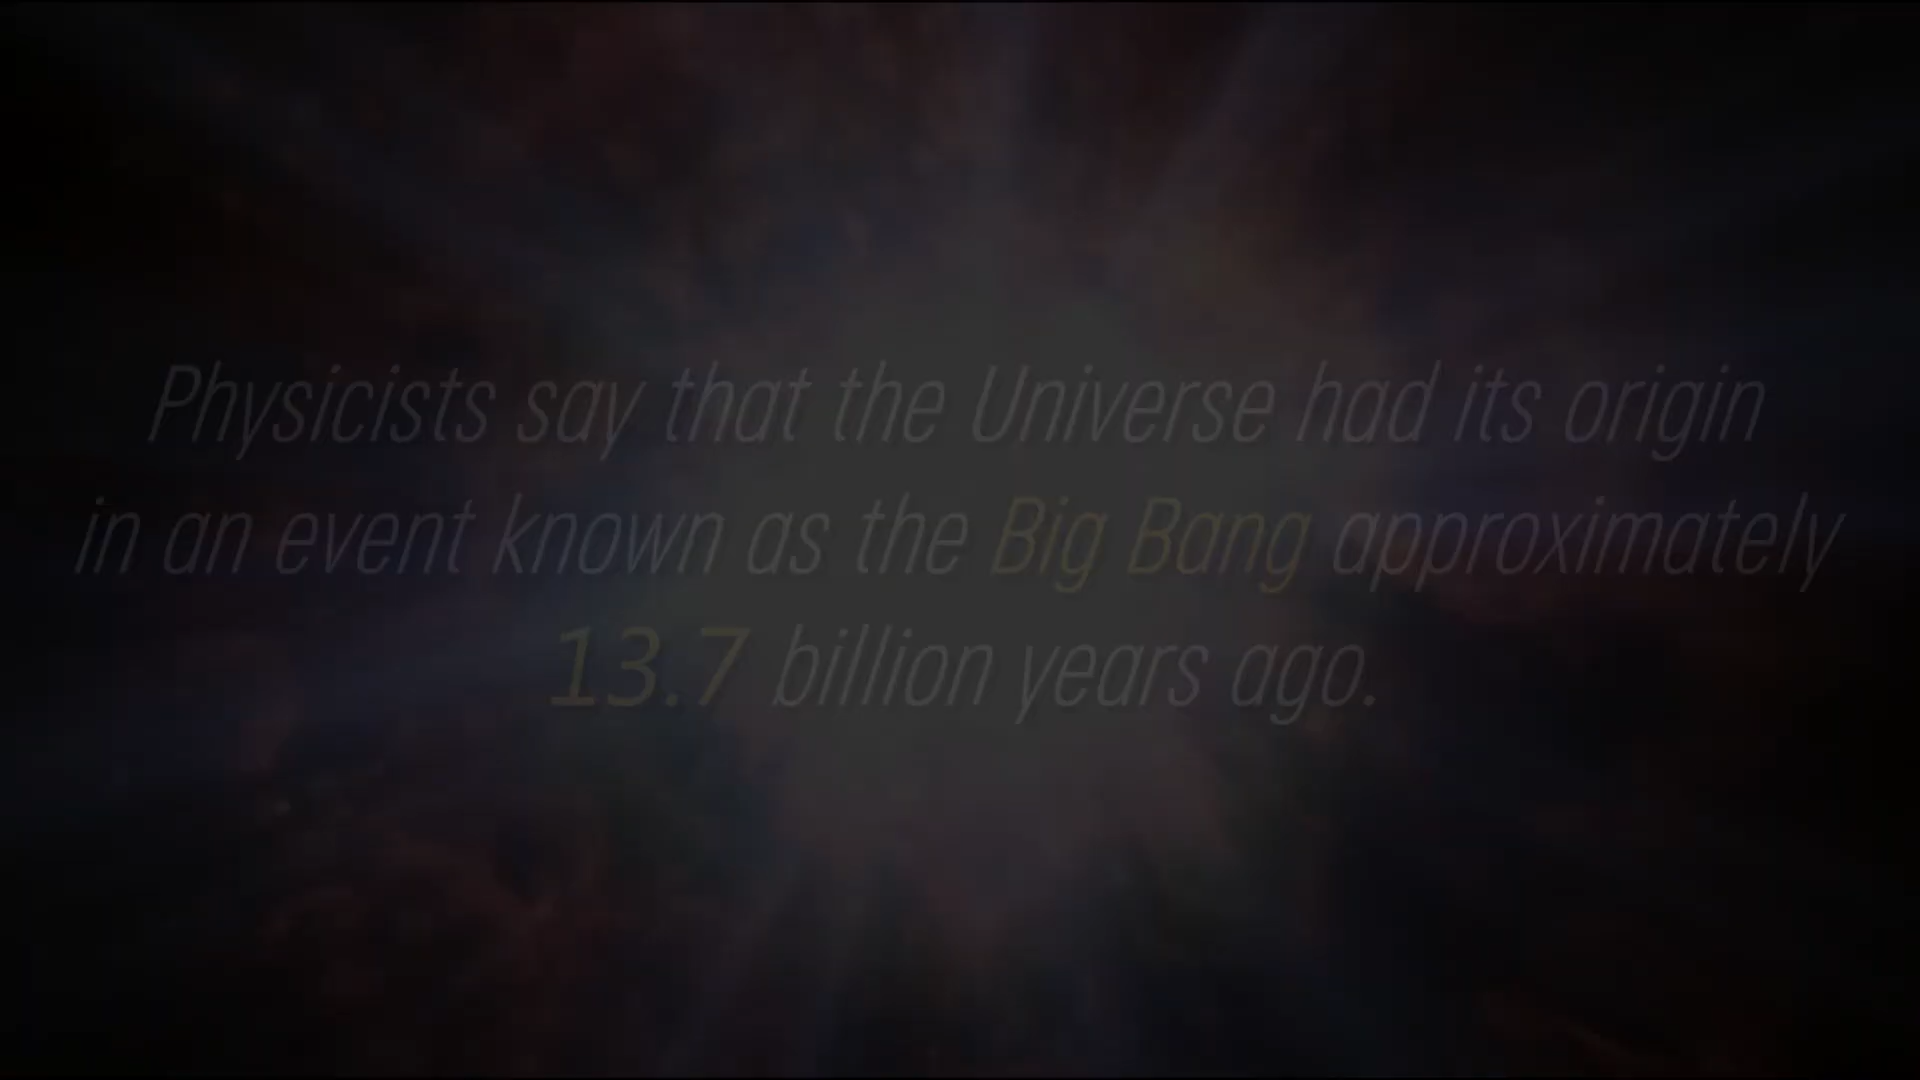 Physicists say that the Universe had its origin
in an event known as the Big Bang approximately
13.7 billion years ago.